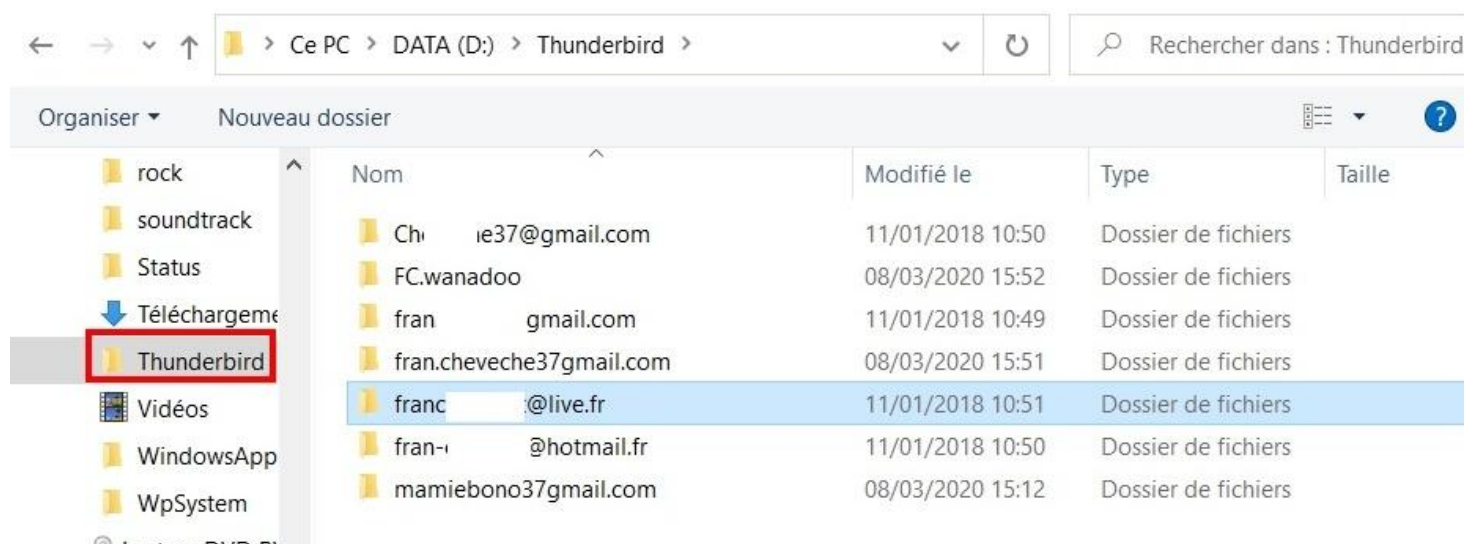 Ce PC > DATA (D:) > Thunderbird >
Rechercher dans : Thunderbird
Organiser
Nouveau dossier
?
rock
soundtrack
Status
Téléchargeme
Thunderbird
Vidéos
WindowsApp
WpSystem
Nom Modifié le Type Taille
Ch e37@gmail.com 11/01/2018 10:50 Dossier de fichiers
FC.wanadoo 08/03/2020 15:52 Dossier de fichiers
fran gmail.com 11/01/2018 10:49 Dossier de fichiers
fran.cheveche37gmail.com 08/03/2020 15:51 Dossier de fichiers
franc @live.fr 11/01/2018 10:51 Dossier de fichiers
fran- @hotmail.fr 11/01/2018 10:50 Dossier de fichiers
mamiebono37gmail.com 08/03/2020 15:12 Dossier de fichiers